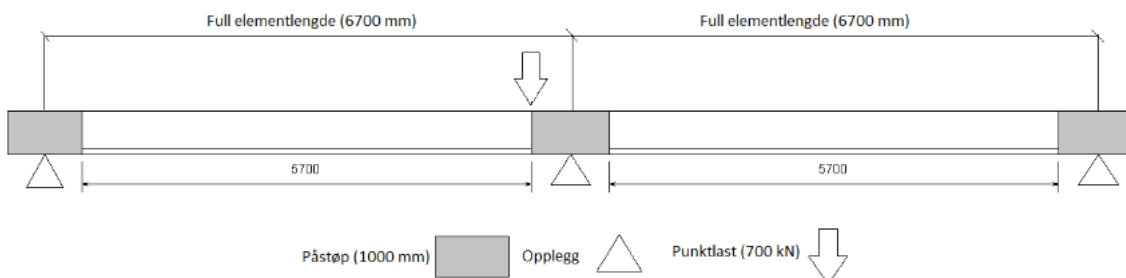 Full elementlengde (6700 mm)
Full elementlengde (6700 mm)
5700
5700
Påstøp (1000 mm)
Opplegg
Punktlast (700 kN)